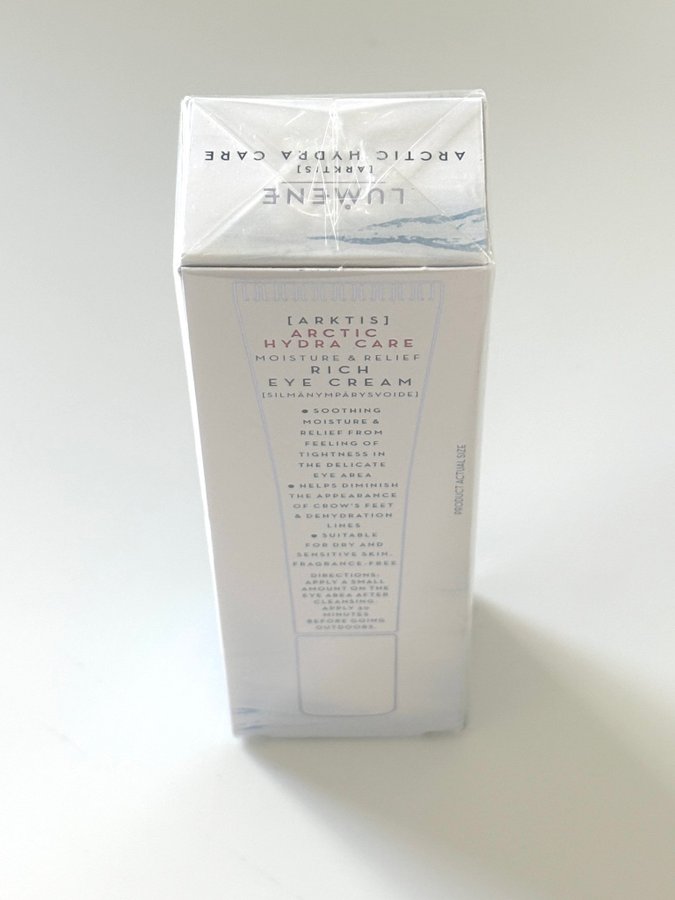 LUMENE
[ARKTIS]
ARCTIC HYDRA CARE
[ARKTIS]
ARCTIC
HYDRA CARE
MOISTURE & RELIEF
RICH
EYE CREAM
[SILMÄNYMPÄRYSVOIDE]
● SOOTHING
MOISTURE &
RELIEF FROM
FEELING OF
TIGHTNESS IN
THE DELICATE
EYE AREA
● HELPS DIMINISH
THE APPEARANCE
OF CROW'S FEET
& DEHYDRATION
LINES
● SUITABLE
FOR DRY AND
SENSITIVE SKIN.
FRAGRANCE-FREE
DIRECTIONS:
APPLY A SMALL
AMOUNT ON THE
EYE AREA AFTER
CLEANSING.
APPLY 20
MINUTES
BEFORE GOING
OUTDOORS.
PRODUCT ACTUAL SIZE